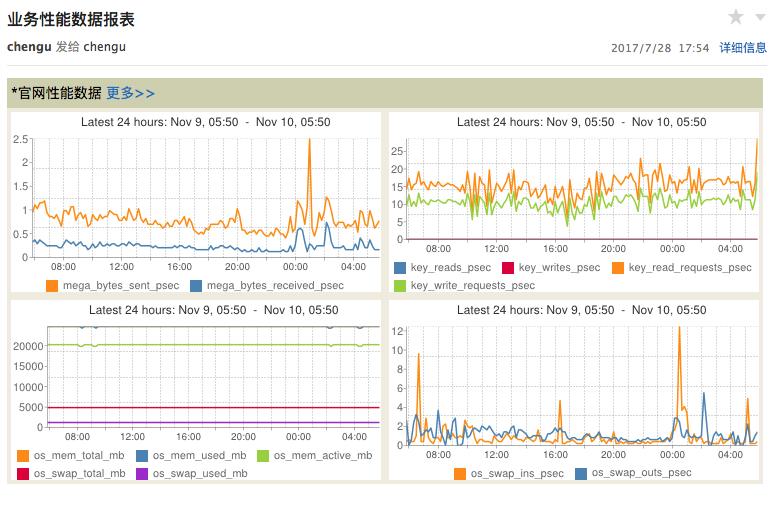 业务性能数据报表
chengu 发给 chengu
2017/7/28 17:54 详细信息
*官网性能数据 更多>>
Latest 24 hours: Nov 9, 05:50 - Nov 10, 05:50
2.5
2
1.5
1
0.5
0
08:00 12:00 16:00 20:00 00:00 04:00
mega_bytes_sent_psec mega_bytes_received_psec
Latest 24 hours: Nov 9, 05:50 - Nov 10, 05:50
25
20
15
10
5
0
08:00 12:00 16:00 20:00 00:00 04:00
key_reads_psec key_writes_psec key_read_requests_psec
key_write_requests_psec
Latest 24 hours: Nov 9, 05:50 - Nov 10, 05:50
20000
15000
10000
5000
0
08:00 12:00 16:00 20:00 00:00 04:00
os_mem_total_mb os_mem_used_mb os_mem_active_mb
os_swap_total_mb os_swap_used_mb
Latest 24 hours: Nov 9, 05:50 - Nov 10, 05:50
12
10
8
6
4
2
0
08:00 12:00 16:00 20:00 00:00 04:00
os_swap_ins_psec os_swap_outs_psec